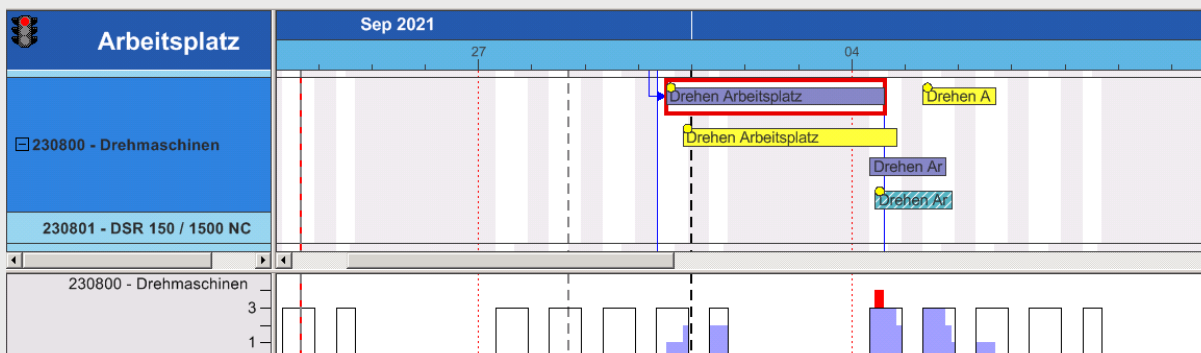 Arbeitsplatz
Sep 2021
27
04
230800 - Drehmaschinen
Drehen Arbeitsplatz
Drehen A
Drehen Arbeitsplatz
Drehen Ar
Drehen Ar
230801 - DSR 150 / 1500 NC
230800 - Drehmaschinen
3
1